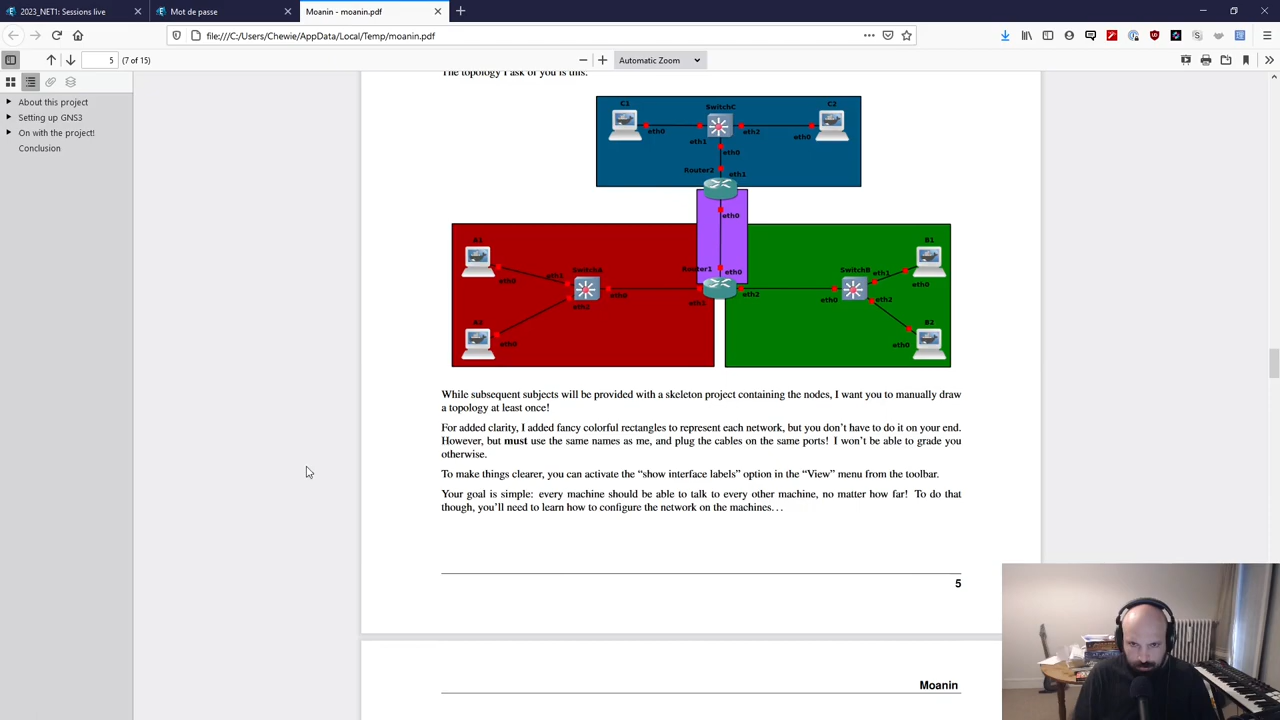 2023_NET1: Sessions live
Mot de passe
Moanin - moanin.pdf
file:///C:/Users/Chewie/AppData/Local/Temp/moanin.pdf
5 (7 of 15)
Automatic Zoom
About this project
Setting up GNS3
On with the project!
Conclusion
The topology I ask of you is this:
C1
SwitchC
C2
eth0
eth2
eth0
eth1
eth0
Router2
eth1
eth0
A1
SwitchA
Router1
eth0
SwitchB
B1
eth0
eth0
eth1
eth0
eth2
eth2
eth0
eth2
B2
eth0
eth0
While subsequent subjects will be provided with a skeleton project containing the nodes, I want you to manually draw
a topology at least once!
For added clarity, I added fancy colorful rectangles to represent each network, but you don't have to do it on your end.
However, but must use the same names as me, and plug the cables on the same ports! I won't be able to grade you
otherwise.
To make things clearer, you can activate the “show interface labels” option in the “View” menu from the toolbar.
Your goal is simple: every machine should be able to talk to every other machine, no matter how far! To do that
though, you'll need to learn how to configure the network on the machines...
5
Moanin